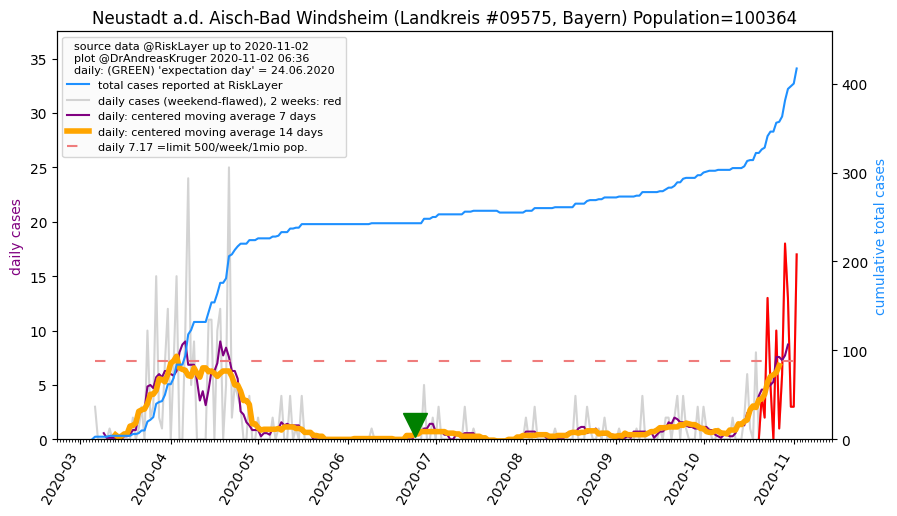 Neustadt a.d. Aisch-Bad Windsheim (Landkreis #09575, Bayern) Population=100364
source data @RiskLayer up to 2020-11-02
plot @DrAndreasKruger 2020-11-02 06:36
daily: (GREEN) 'expectation day' = 24.06.2020
total cases reported at RiskLayer
daily cases (weekend-flawed), 2 weeks: red
daily: centered moving average 7 days
daily: centered moving average 14 days
daily 7.17 =limit 500/week/1mio pop.
daily cases
35
30
25
20
15
10
5
0
400
300
200
100
0
cumulative total cases
2020-03
2020-04
2020-05
2020-06
2020-07
2020-08
2020-09
2020-10
2020-11